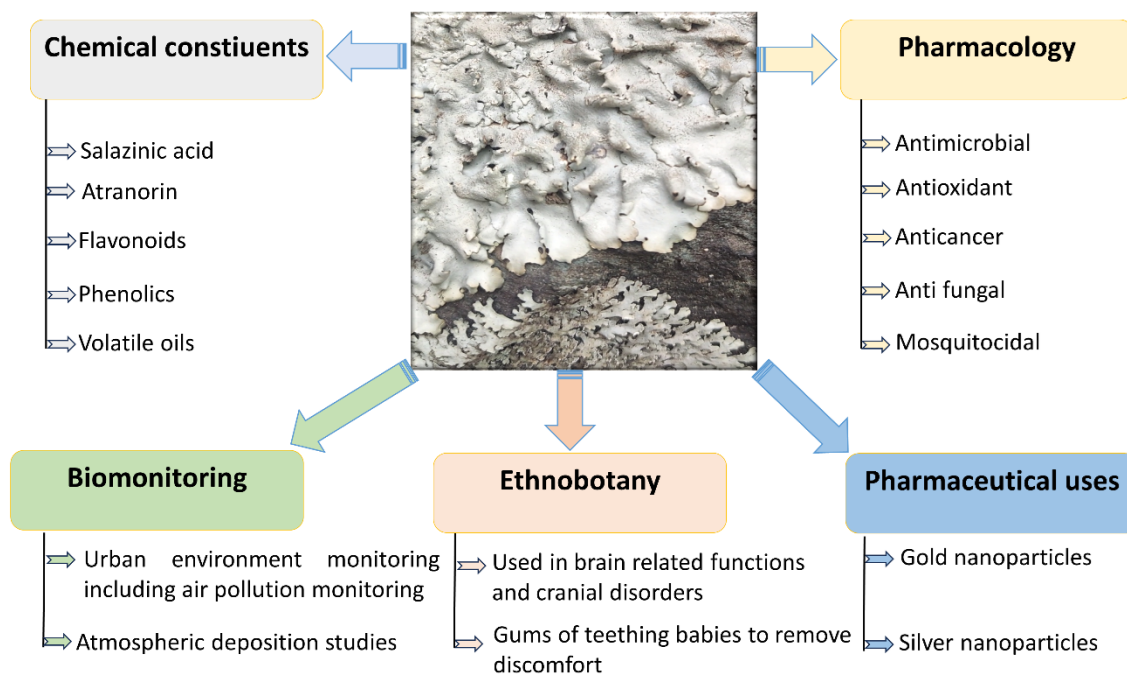 Chemical constiuents
Salazinic acid
Atranorin
Flavonoids
Phenolics
Volatile oils
Pharmacology
Antimicrobial
Antioxidant
Anticancer
Anti fungal
Mosquitocidal
Biomonitoring
Urban environment monitoring
including air pollution monitoring
Atmospheric deposition studies
Ethnobotany
Used in brain related functions
and cranial disorders
Gums of teething babies to remove
discomfort
Pharmaceutical uses
Gold nanoparticles
Silver nanoparticles